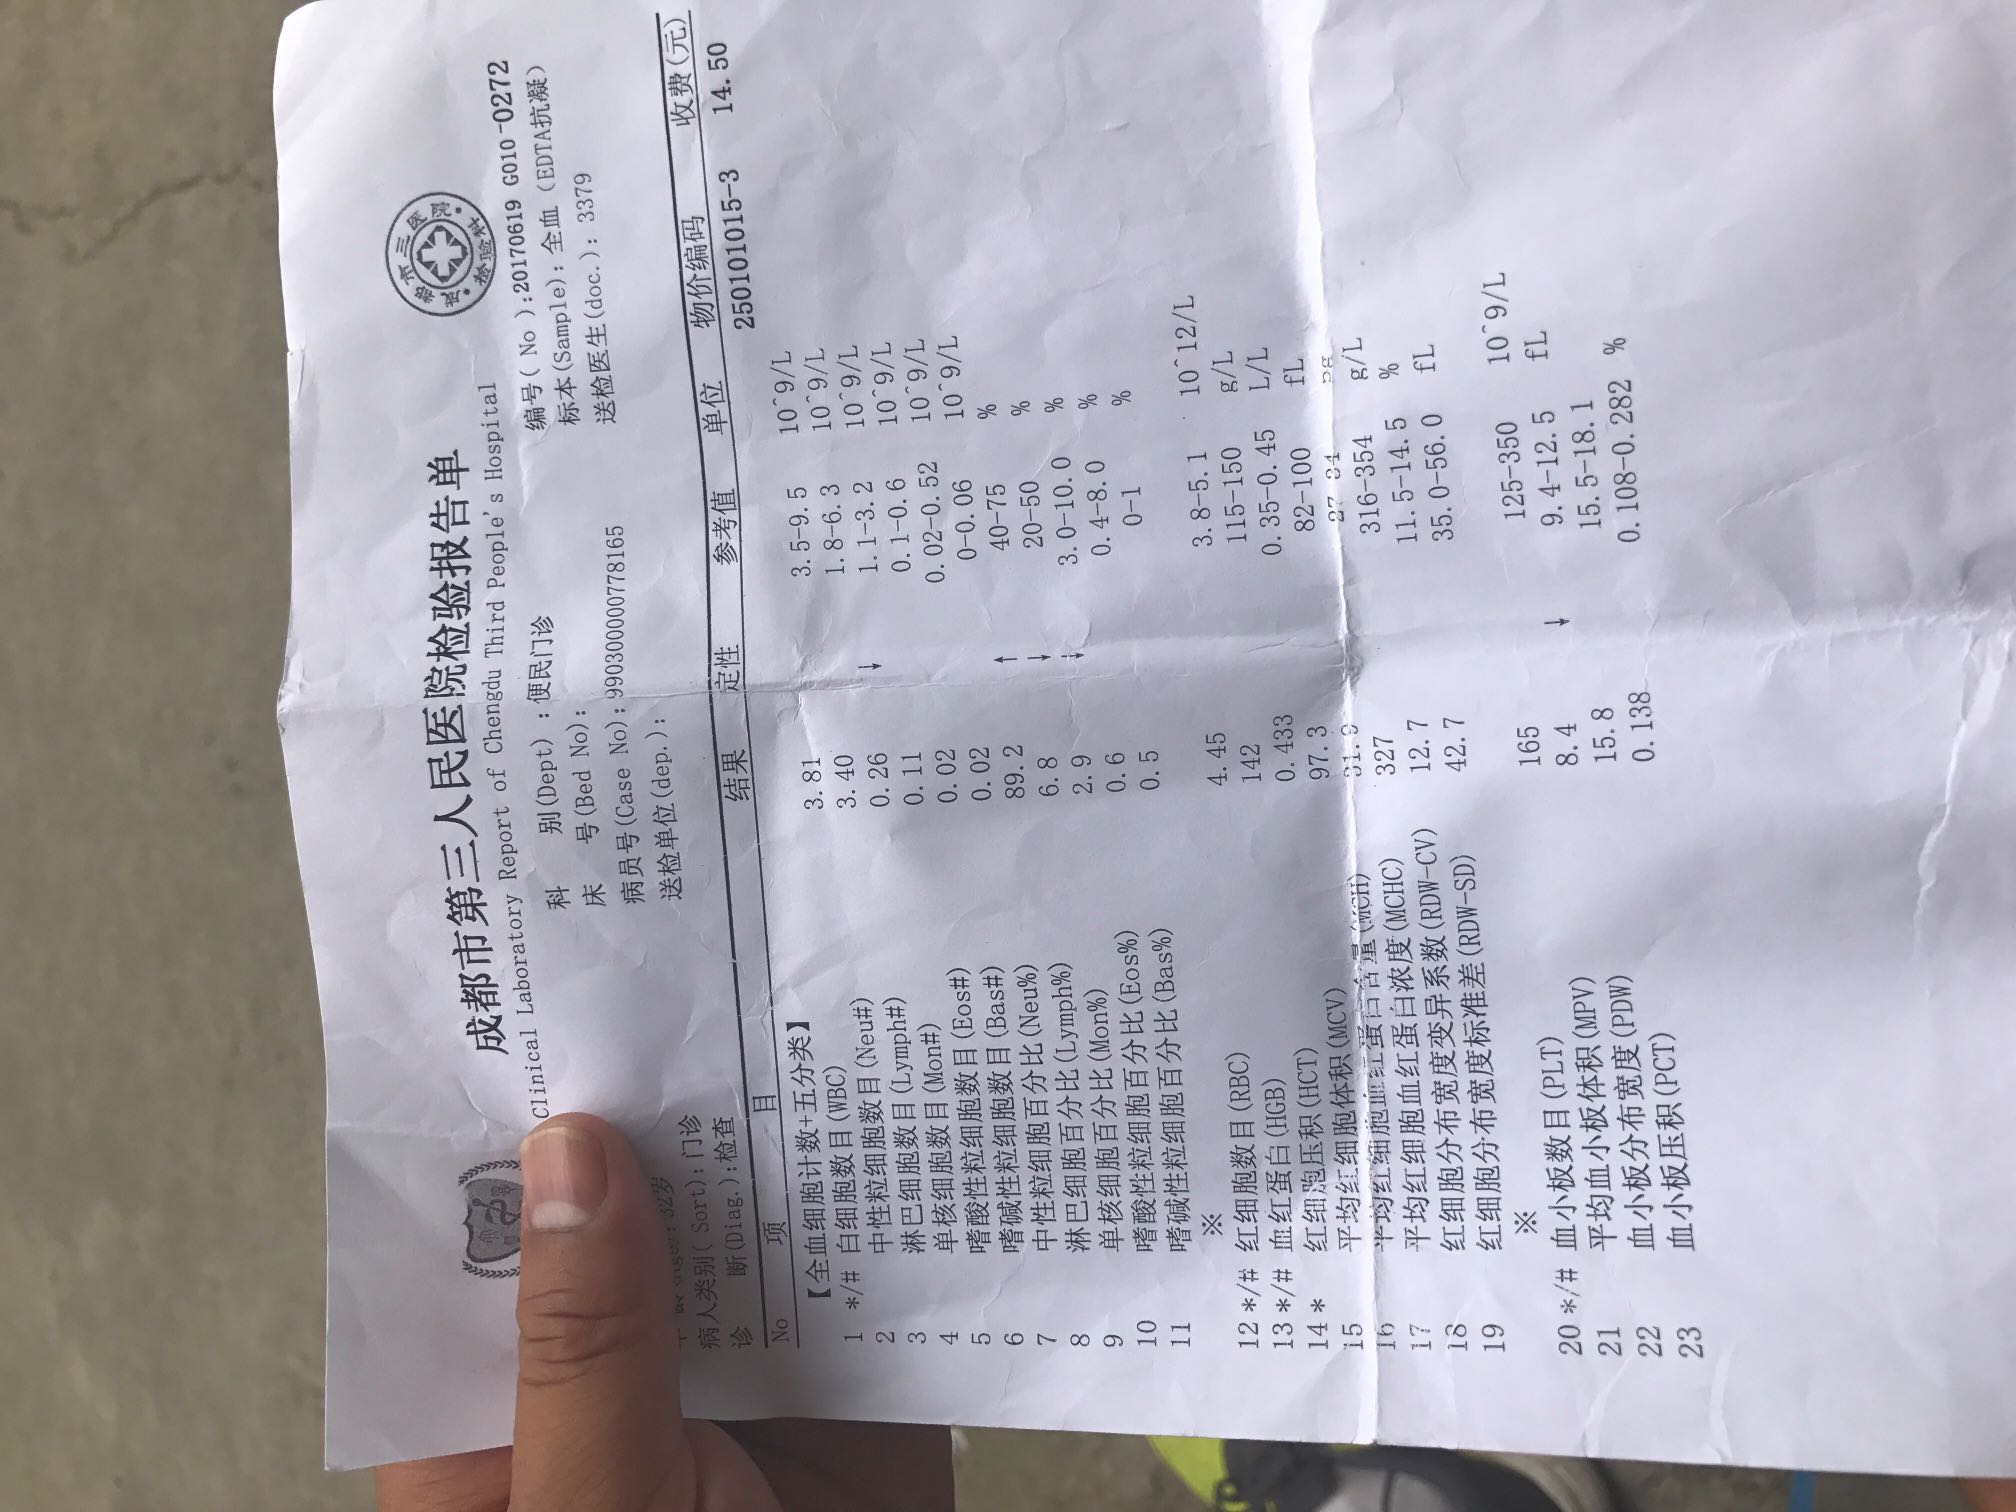 成都市第三人民医院检验报告单
Clinical Laboratory Report of Chengdu Third People's Hospital
科 别(Dept) :便民门诊 编号( No ):20170619 G010-0272
床 号(Bed No): 标本(Sample):全血 (EDTA抗凝)
32岁 病员号(Case No):9903000000778165 送检医生(doc.): 3379
病人类别( Sort):门诊 送检单位(dep.):
诊 断(Diag.):检查
No 项 目 结果 定性 参考值 单位 物价编码 收费(元)
【全血细胞计数+五分类】 250101015-3 14.50
1 */# 白细胞数目(WBC) 3.81 3.5-9.5 10^9/L
2 中性粒细胞数目(Neu#) 3.40 1.8-6.3 10^9/L
3 淋巴细胞数目(Lymph#) 0.26 ↓ 1.1-3.2 10^9/L
4 单核细胞数目(Mon#) 0.11 0.1-0.6 10^9/L
5 嗜酸性粒细胞数目(Eos#) 0.02 0.02-0.52 10^9/L
6 嗜碱性粒细胞数目(Bas#) 0.02 0-0.06 10^9/L
7 中性粒细胞百分比(Neu%) 89.2 ↑ 40-75 %
8 淋巴细胞百分比(Lymph%) 6.8 ↓ 20-50 %
9 单核细胞百分比(Mon%) 2.9 ↓ 3.0-10.0 %
10 嗜酸性粒细胞百分比(Eos%) 0.6 0.4-8.0 %
11 嗜碱性粒细胞百分比(Bas%) 0.5 0-1 %
※
12 */# 红细胞数目(RBC) 4.45 3.8-5.1 10^12/L
13 */# 血红蛋白(HGB) 142 115-150 g/L
14 * 红细胞压积(HCT) 0.433 0.35-0.45 L/L
15 平均红细胞体积(MCV) 97.3 82-100 fL
16 平均红细胞血红蛋白含量(MCH) 31.9 27-34 pg
17 平均红细胞血红蛋白浓度(MCHC) 327 316-354 g/L
18 红细胞分布宽度变异系数(RDW-CV) 12.7 11.5-14.5 %
19 红细胞分布宽度标准差(RDW-SD) 42.7 35.0-56.0 fL
※
20 */# 血小板数目(PLT) 165 125-350 10^9/L
21 平均血小板体积(MPV) 8.4 ↓ 9.4-12.5 fL
22 血小板分布宽度(PDW) 15.8 15.5-18.1
23 血小板压积(PCT) 0.138 0.108-0.282 %